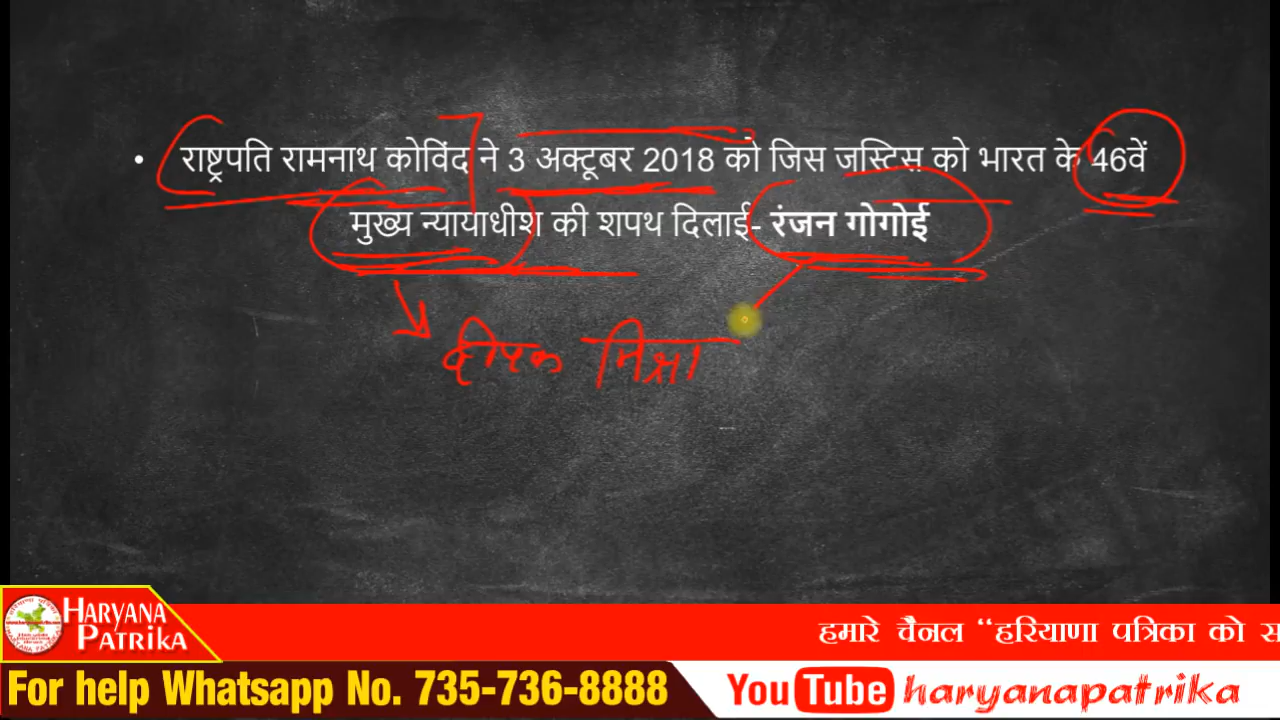 • राष्ट्रपति रामनाथ कोविंद ने 3 अक्टूबर 2018 को जिस जस्टिस को भारत के 46वें
मुख्य न्यायाधीश की शपथ दिलाई- रंजन गोगोई
दीपक मिश्रा
HARYANA
PATRIKA
हमारे चैनल “हरियाणा पत्रिका को स
For help Whatsapp No. 735-736-8888
YouTube haryanapatrika